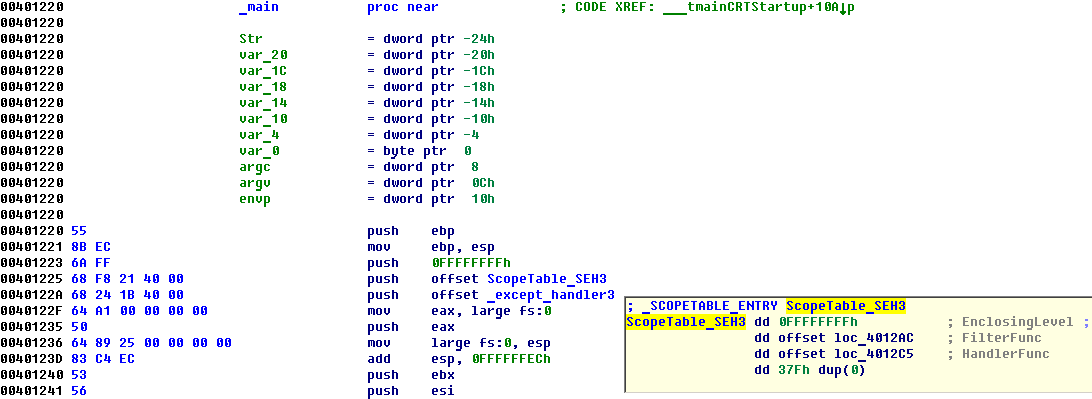 00401220 _main proc near ; CODE XREF: ___tmainCRTStartup+10A↓p
00401220
00401220 Str = dword ptr -24h
00401220 var_20 = dword ptr -20h
00401220 var_1C = dword ptr -1Ch
00401220 var_18 = dword ptr -18h
00401220 var_14 = dword ptr -14h
00401220 var_10 = dword ptr -10h
00401220 var_4 = dword ptr -4
00401220 var_0 = byte ptr 0
00401220 argc = dword ptr 8
00401220 argv = dword ptr 0Ch
00401220 envp = dword ptr 10h
00401220
00401220 55 push ebp
00401221 8B EC mov ebp, esp
00401223 6A FF push 0FFFFFFFFh
00401225 68 F8 21 40 00 push offset ScopeTable_SEH3
0040122A 68 24 1B 40 00 push offset _except_handler3
0040122F 64 A1 00 00 00 00 mov eax, large fs:0
00401235 50 push eax
00401236 64 89 25 00 00 00 00 mov large fs:0, esp
0040123D 83 C4 EC add esp, 0FFFFFFECh
00401240 53 push ebx
00401241 56 push esi
; _SCOPETABLE_ENTRY ScopeTable_SEH3
ScopeTable_SEH3 dd 0FFFFFFFFh ; EnclosingLevel ;
dd offset loc_4012AC ; FilterFunc
dd offset loc_4012C5 ; HandlerFunc
dd 37Fh dup(0)